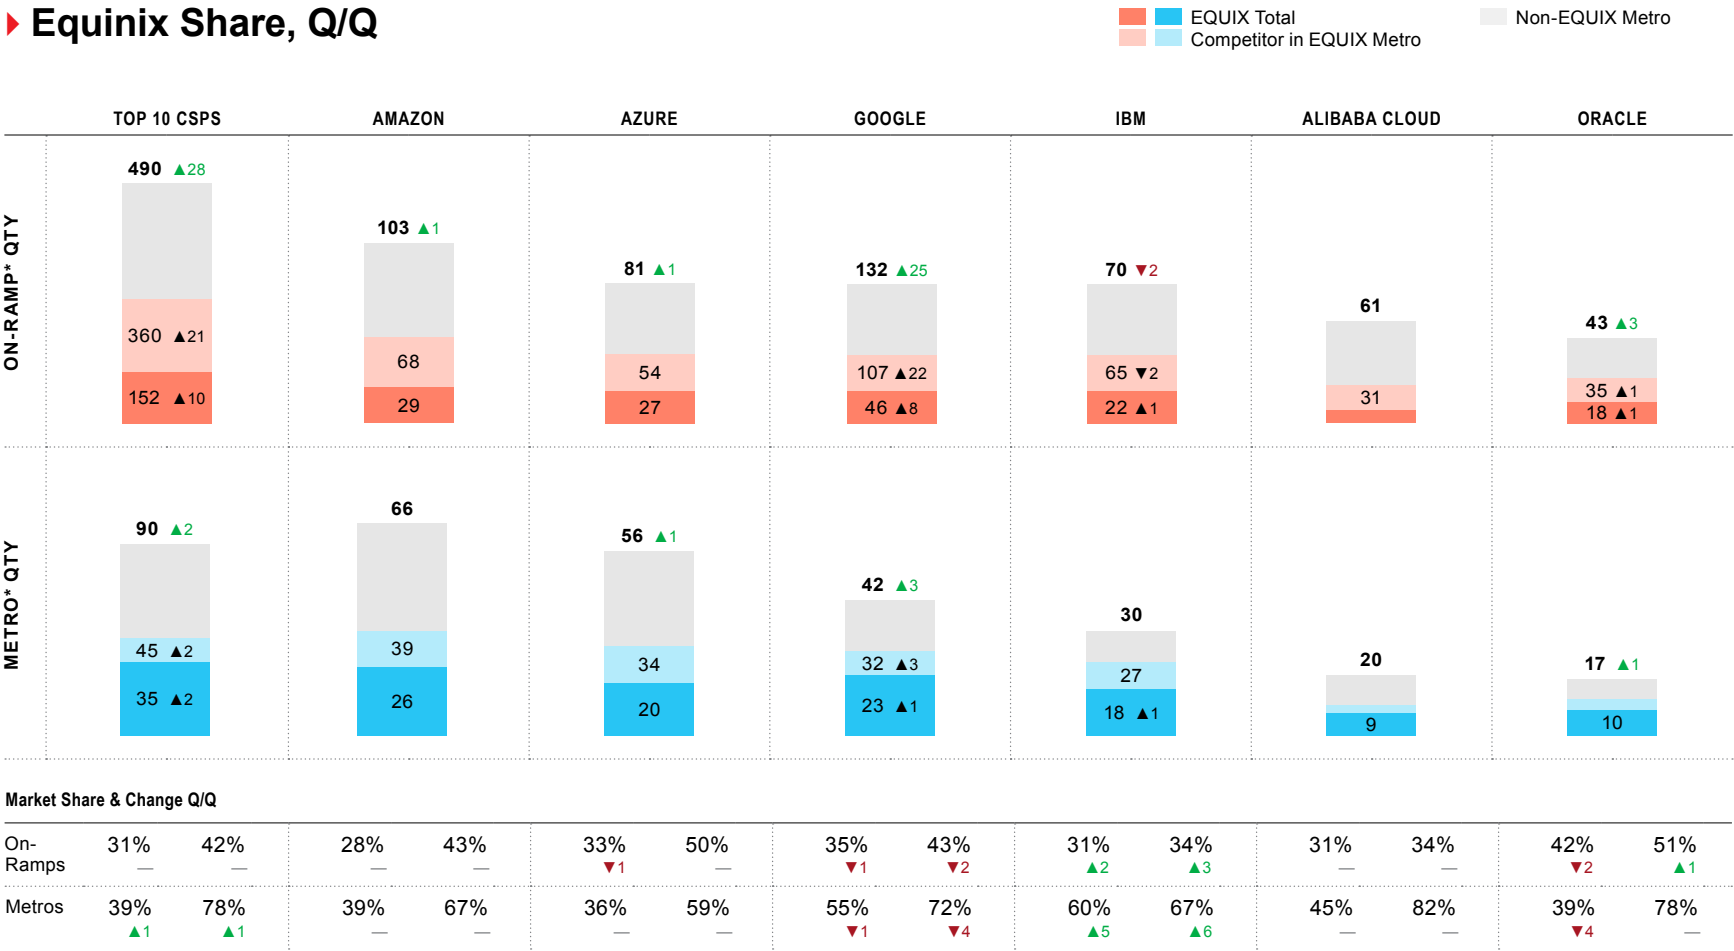 Equinix Share, Q/Q
EQUIX Total
Competitor in EQUIX Metro
Non-EQUIX Metro
TOP 10 CSPS AMAZON AZURE GOOGLE IBM ALIBABA CLOUD ORACLE
ON-RAMP* QTY
490 ▲28
360 ▲21
152 ▲10
103 ▲1
68
29
81 ▲1
54
27
132 ▲25
107 ▲22
46 ▲8
70 ▼2
65 ▼2
22 ▲1
61
31
43 ▲3
35 ▲1
18 ▲1
METRO* QTY
90 ▲2
45 ▲2
35 ▲2
66
39
26
56 ▲1
34
20
42 ▲3
32 ▲3
23 ▲1
30
27
18 ▲1
20
9
17 ▲1
10
Market Share & Change Q/Q
On-
Ramps
31% 42% 28% 43% 33% 50% 35% 43% 31% 34% 31% 34% 42% 51%
— — — — ▼1 — ▼1 ▼2 ▲2 ▲3 — — ▼2 ▲1
Metros 39% 78% 39% 67% 36% 59% 55% 72% 60% 67% 45% 82% 39% 78%
▲1 ▲1 — — — — ▼1 ▼4 ▲5 ▲6 — — ▼4 —